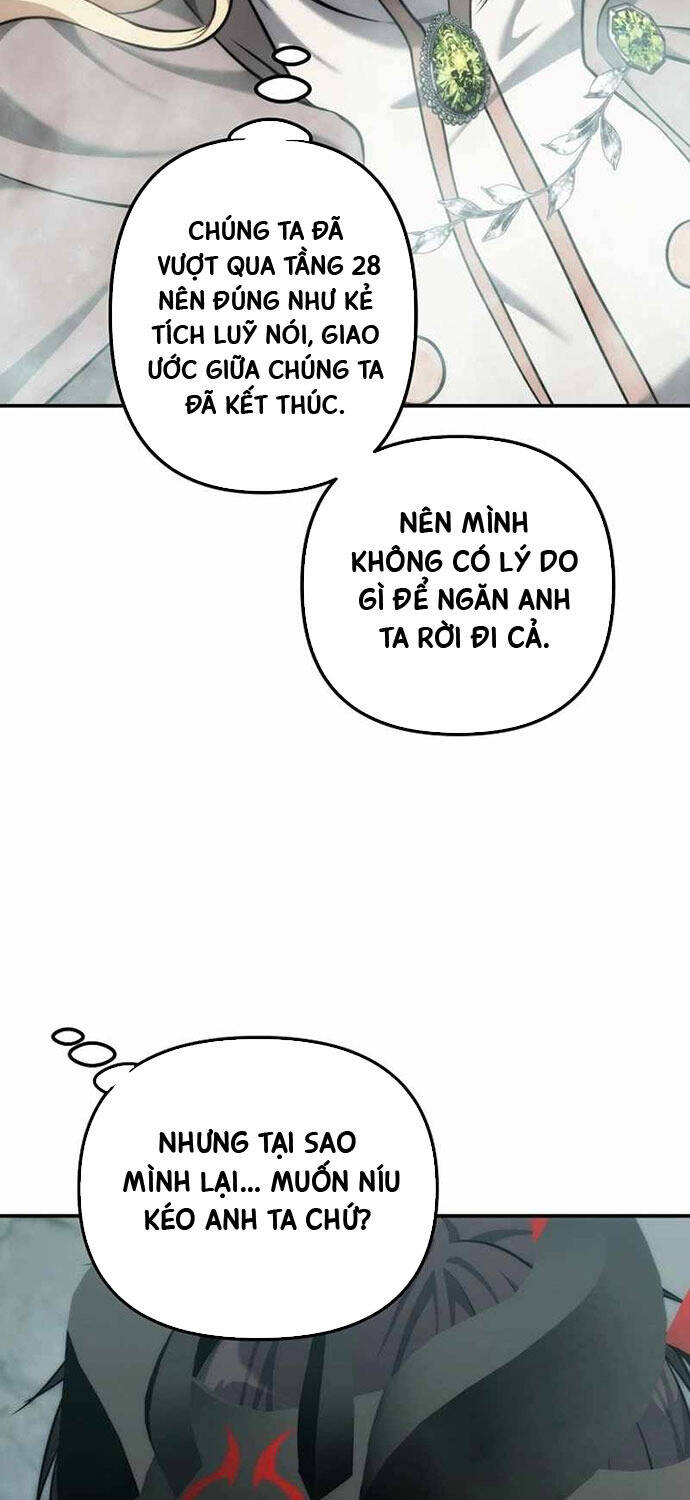 CHÚNG TA ĐÃ
VƯỢT QUA TẦNG 28
NÊN ĐÚNG NHƯ KẺ
TÍCH LUỸ NÓI, GIAO
ƯỚC GIỮA CHÚNG TA
ĐÃ KẾT THÚC.
NÊN MÌNH
KHÔNG CÓ LÝ DO
GÌ ĐỂ NGĂN ANH
TA RỜI ĐI CẢ.
NHƯNG TẠI SAO
MÌNH LẠI... MUỐN NÍU
KÉO ANH TA CHỨ?